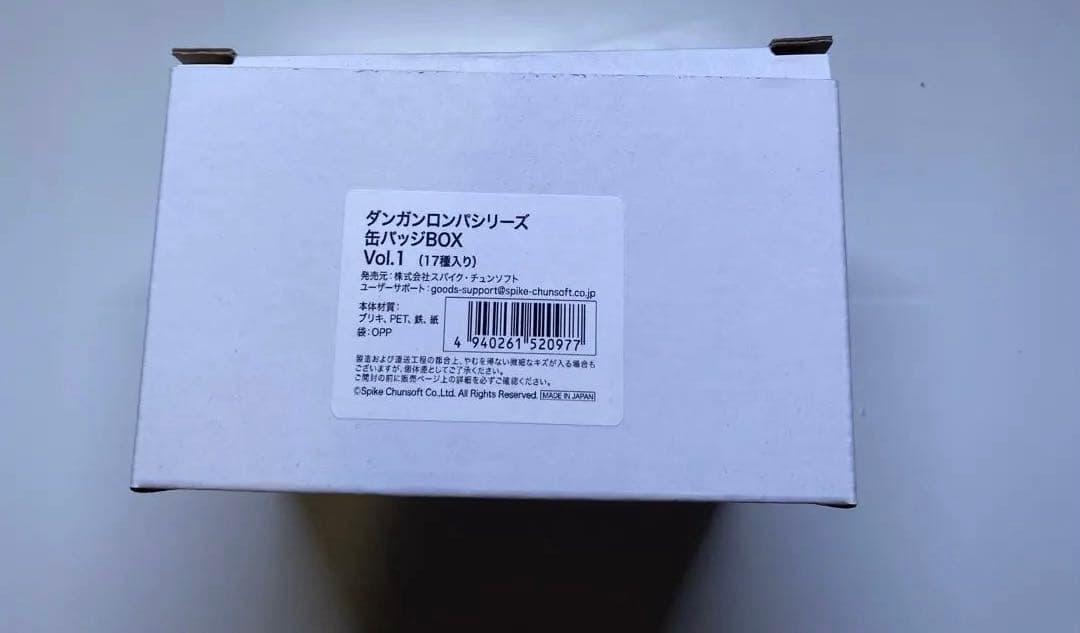 ダンガンロンパシリーズ
缶バッジBOX
Vol.1 (17種入り)
発売元：株式会社スパイク・チュンソフト
ユーザーサポート：goods-support@spike-chunsoft.co.jp
本体材質：
ブリキ、PET、鉄、紙
袋：OPP
4 940261 520977
製造および運送工程の都合上、やむを得ない微細なキズが入る場合も
ございますが、個体差としてご了承ください。
ご開封の前に販売ページ上の詳細を必ずご確認ください。
©Spike Chunsoft Co.,Ltd. All Rights Reserved. MADE IN JAPAN